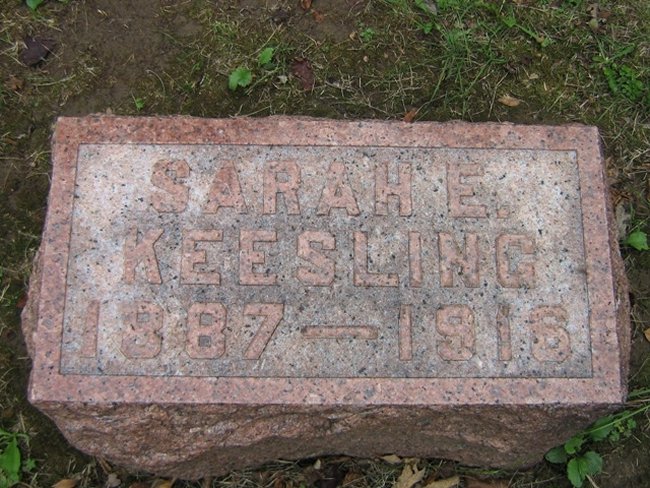 SARAH E.
KEESLING
1887 — 1916